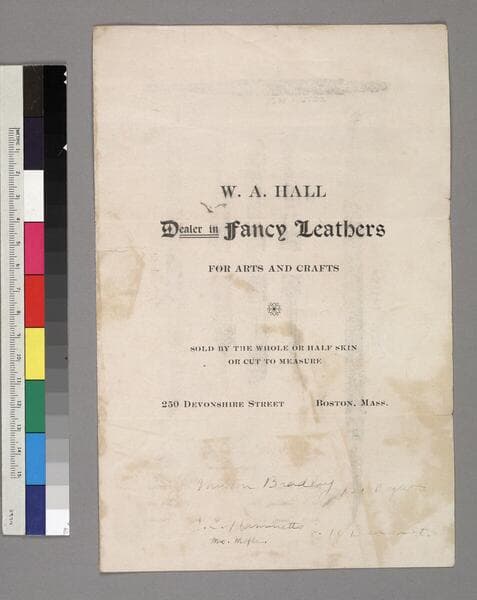 W. A. HALL
Dealer in Fancy Leathers
FOR ARTS AND CRAFTS
SOLD BY THE WHOLE OR HALF SKIN
OR CUT TO MEASURE
250 DEVONSHIRE STREET BOSTON, MASS.
Bradley